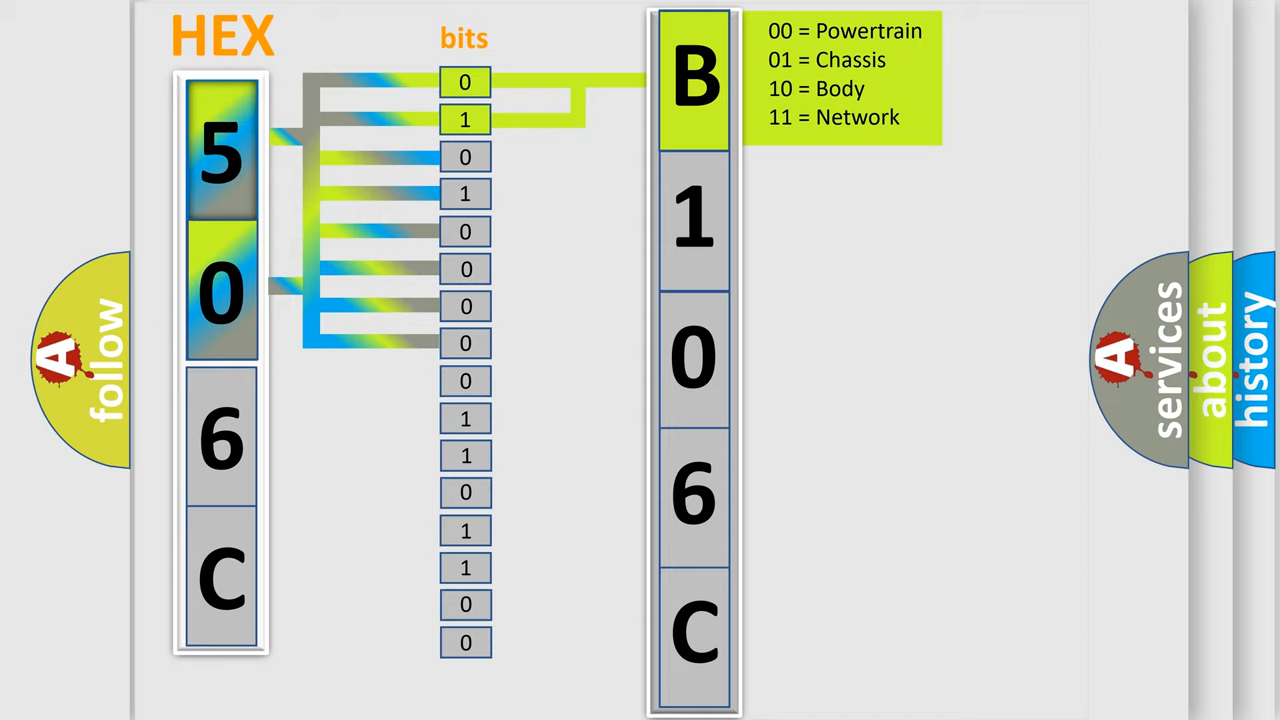 HEX
bits
5
0
6
C
0
1
0
1
0
0
0
0
0
1
1
0
1
1
0
0
B
1
0
6
C
00 = Powertrain
01 = Chassis
10 = Body
11 = Network
A
follow
A
services
about
history